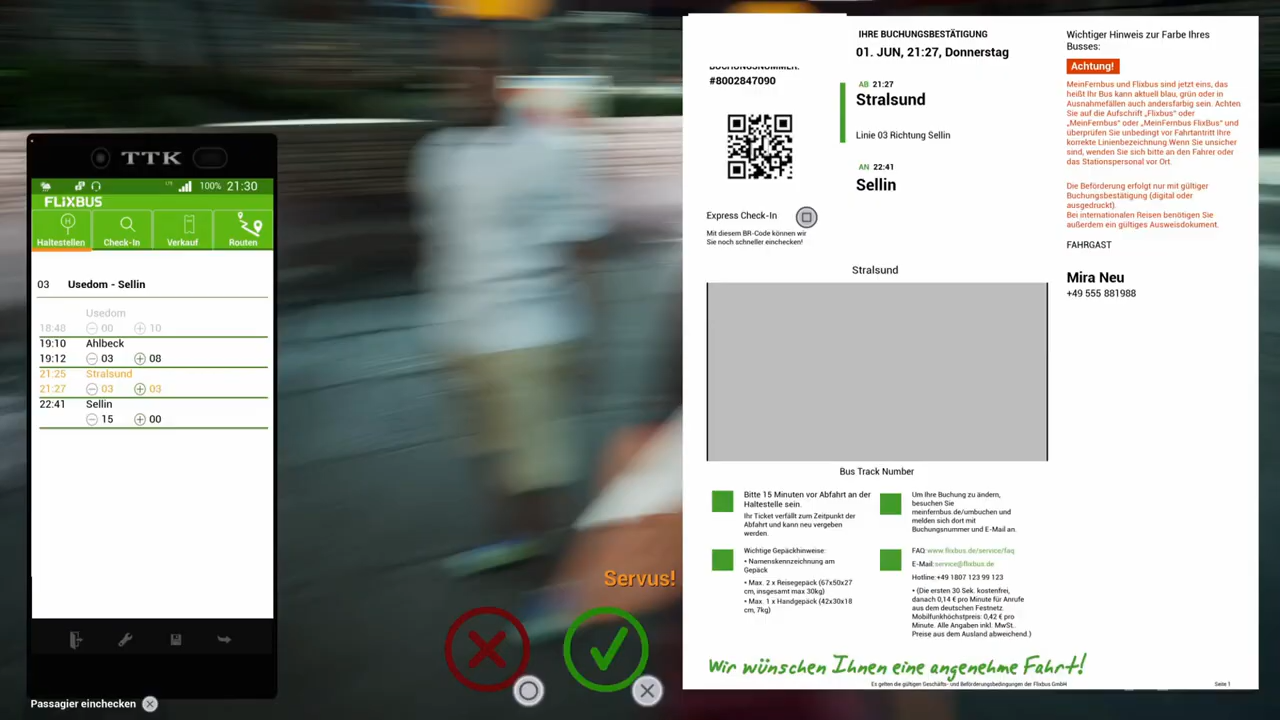 TTK
LTE 100% 21:30
FLiXBUS
Haltestellen Check-In Verkauf Routen
03 Usedom - Sellin
Usedom
18:48 00 10
19:10 Ahlbeck
19:12 03 08
21:25 Stralsund
21:27 03 03
22:41 Sellin
15 00
Passagier einchecken
Servus!
IHRE BUCHUNGSBESTÄTIGUNG
01. JUN, 21:27, Donnerstag
BUCHUNGSNUMMER:
#8002847090
AB 21:27
Stralsund
Linie 03 Richtung Sellin
AN 22:41
Sellin
Express Check-In
Mit diesem BR-Code können wir
Sie noch schneller einchecken!
Stralsund
Bus Track Number
Bitte 15 Minuten vor Abfahrt an der
Haltestelle sein.
Ihr Ticket verfällt zum Zeitpunkt der
Abfahrt und kann neu vergeben
werden.
Um Ihre Buchung zu ändern,
besuchen Sie
meinfernbus.de/umbuchen und
melden sich dort mit
Buchungsnummer und E-Mail an.
Wichtige Gepäckhinweise:
• Namenskennzeichnung am
Gepäck
• Max. 2 x Reisegepäck (67x50x27
cm, insgesamt max 30kg)
• Max. 1 x Handgepäck (42x30x18
cm, 7kg)
FAQ: www.flixbus.de/service/faq
E-Mail: service@flixbus.de
Hotline: +49 1807 123 99 123
• (Die ersten 30 Sek. kostenfrei,
danach 0,14 € pro Minute für Anrufe
aus dem deutschen Festnetz.
Mobilfunkhöchstpreis: 0,42 € pro
Minute. Alle Angaben inkl. MwSt..
Preise aus dem Ausland abweichend.)
Wir wünschen Ihnen eine angenehme Fahrt!
Es gelten die gültigen Geschäfts- und Beförderungsbedingungen der Flixbus GmbH
Seite 1
Wichtiger Hinweis zur Farbe Ihres
Busses:
Achtung!
MeinFernbus und Flixbus sind jetzt eins, das
heißt Ihr Bus kann aktuell blau, grün oder in
Ausnahmefällen auch andersfarbig sein. Achten
Sie auf die Aufschrift „Flixbus" oder
„MeinFernbus" oder „MeinFernbus FlixBus" und
überprüfen Sie unbedingt vor Fahrtantritt Ihre
korrekte Linienbezeichnung Wenn Sie unsicher
sind, wenden Sie sich bitte an den Fahrer oder
das Stationspersonal vor Ort.
Die Beförderung erfolgt nur mit gültiger
Buchungsbestätigung (digital oder
ausgedruckt).
Bei internationalen Reisen benötigen Sie
außerdem ein gültiges Ausweisdokument.
FAHRGAST
Mira Neu
+49 555 881988